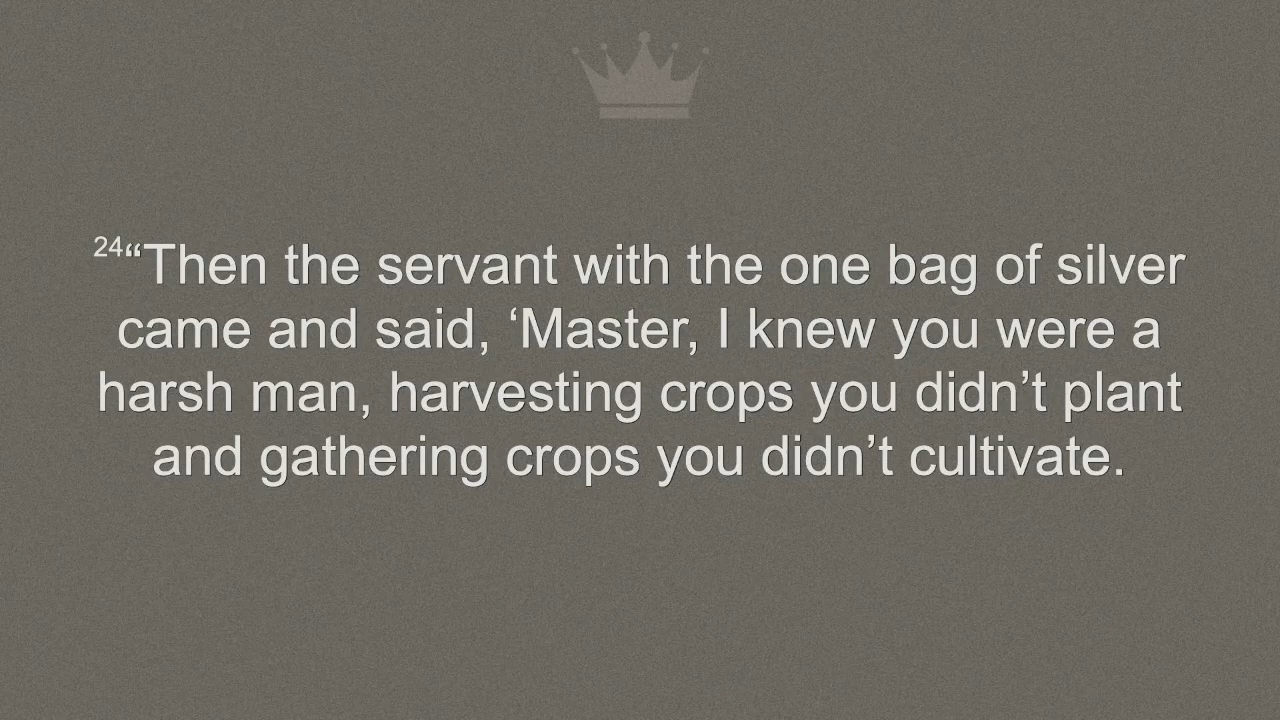 24“Then the servant with the one bag of silver
came and said, ‘Master, I knew you were a
harsh man, harvesting crops you didn’t plant
and gathering crops you didn’t cultivate.